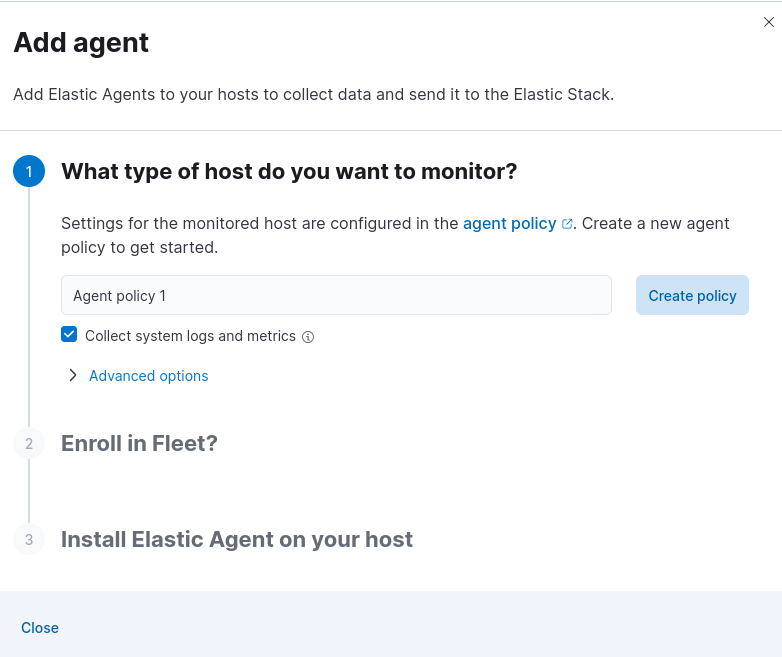 Add agent
Add Elastic Agents to your hosts to collect data and send it to the Elastic Stack.
1
What type of host do you want to monitor?
Settings for the monitored host are configured in the agent policy. Create a new agent
policy to get started.
Agent policy 1
Create policy
Collect system logs and metrics
Advanced options
2
Enroll in Fleet?
3
Install Elastic Agent on your host
Close